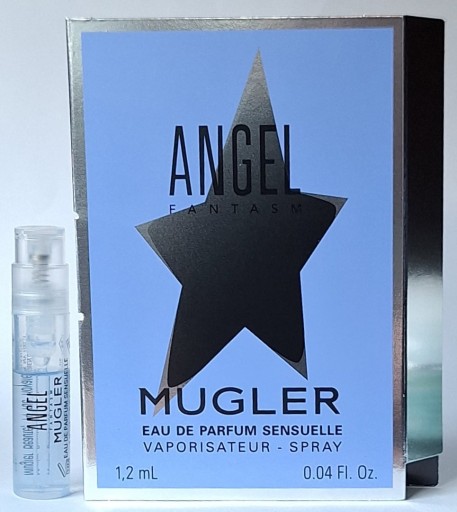 ANGEL
FANTASM
MUGLER
EAU DE PARFUM SENSUELLE
VAPORISATEUR - SPRAY
1,2 mL 0.04 Fl. Oz.
ANGEL
MUGLER
EAU DE PARFUM SENSUELLE